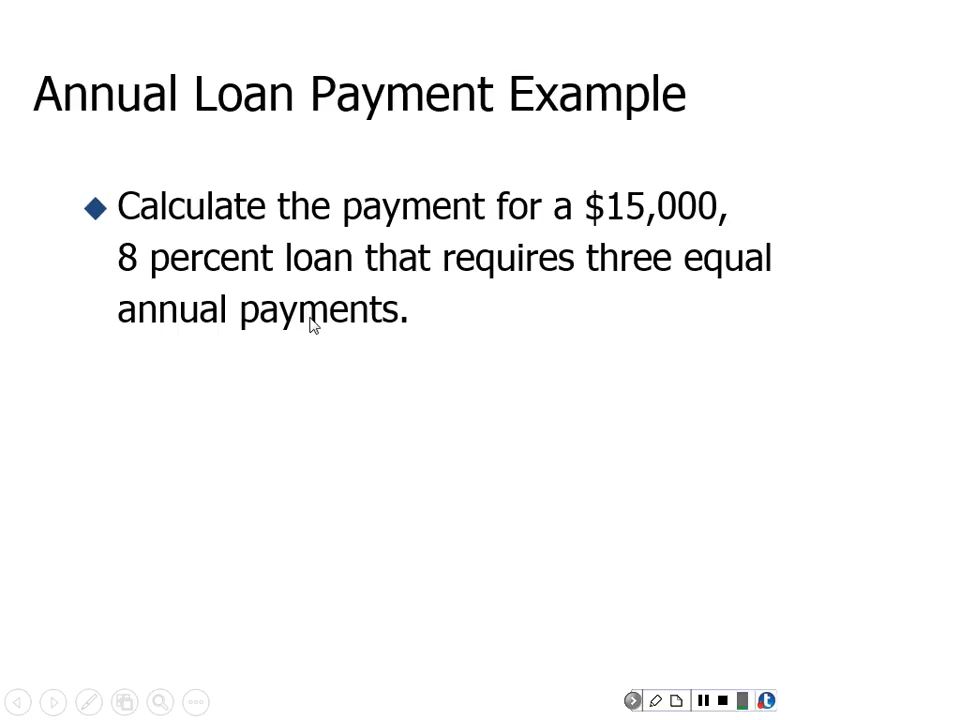 Annual Loan Payment Example
Calculate the payment for a $15,000,
8 percent loan that requires three equal
annual payments.